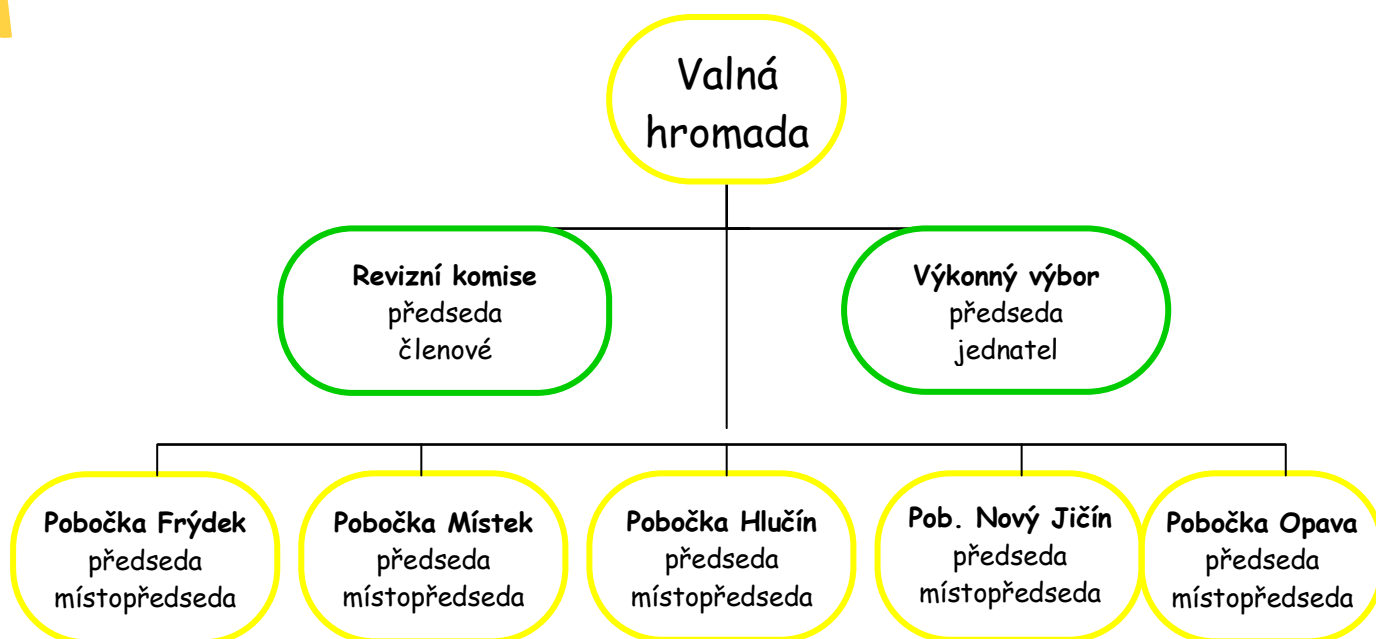 Valná
hromada
Revizní komise
předseda
členové
Výkonný výbor
předseda
jednatel
Pobočka Frýdek
předseda
místopředseda
Pobočka Místek
předseda
místopředseda
Pobočka Hlučín
předseda
místopředseda
Pob. Nový Jičín
předseda
místopředseda
Pobočka Opava
předseda
místopředseda